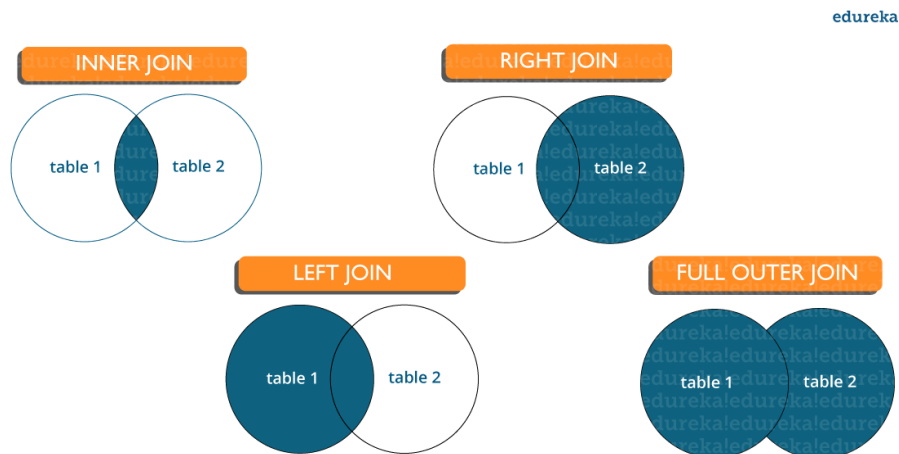 edureka
INNER JOIN
table 1
table 2
RIGHT JOIN
table 1
table 2
LEFT JOIN
table 1
table 2
FULL OUTER JOIN
table 1
table 2